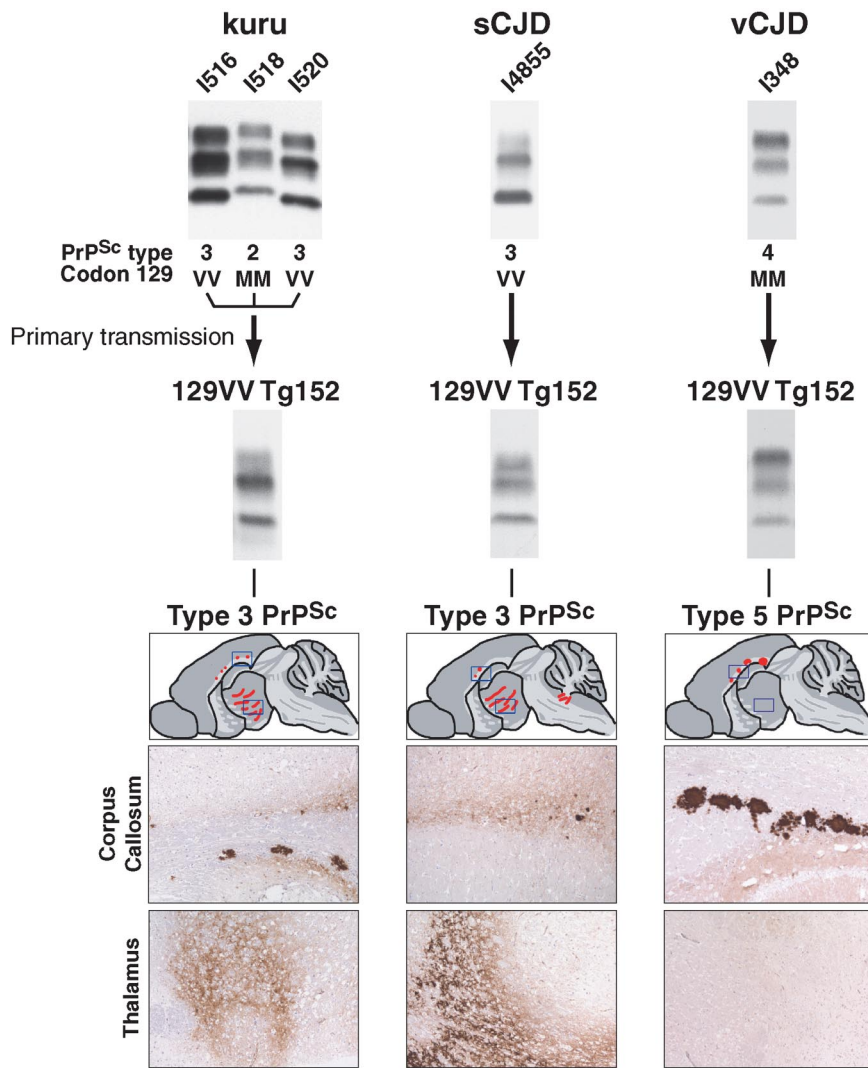 kuru sCJD vCJD
I516 I518 I520 I4855 I348
PrPSc type 3 2 3 3 4
Codon 129 VV MM VV VV MM
Primary transmission
129VV Tg152 129VV Tg152 129VV Tg152
Type 3 PrPSc Type 3 PrPSc Type 5 PrPSc
Corpus
Callosum
Thalamus